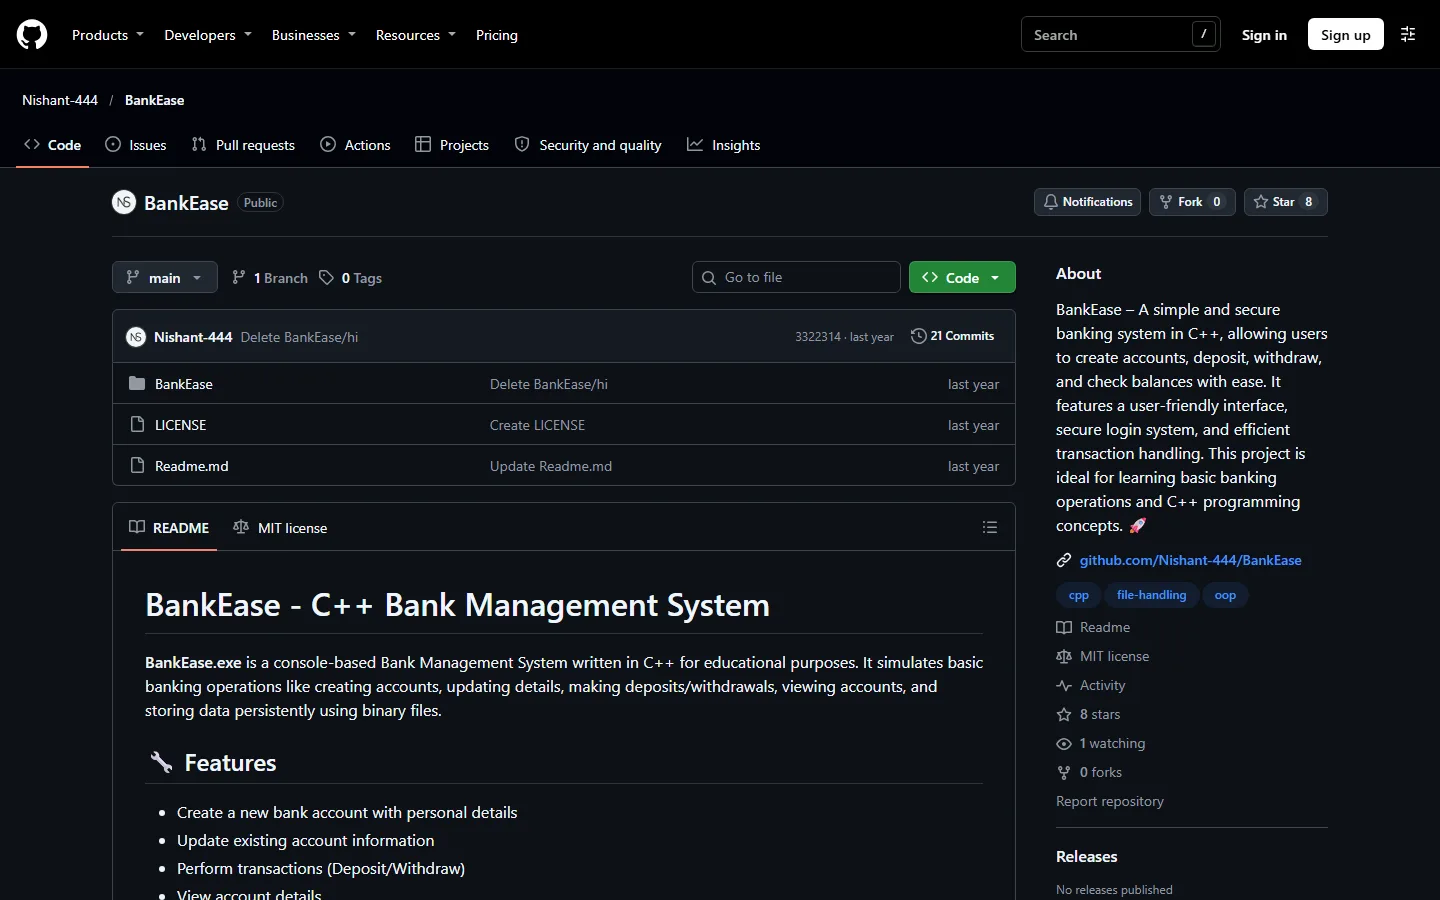 Products Developers Businesses Resources Pricing Search / Sign in Sign up
Nishant-444 / BankEase
Code Issues Pull requests Actions Projects Security and quality Insights
NS BankEase Public Notifications Fork 0 Star 8
main 1 Branch 0 Tags Go to file Code
NS Nishant-444 Delete BankEase/hi 3322314 · last year 21 Commits
BankEase Delete BankEase/hi last year
LICENSE Create LICENSE last year
Readme.md Update Readme.md last year
README MIT license
BankEase - C++ Bank Management System
BankEase.exe is a console-based Bank Management System written in C++ for educational purposes. It simulates basic
banking operations like creating accounts, updating details, making deposits/withdrawals, viewing accounts, and
storing data persistently using binary files.
Features
Create a new bank account with personal details
Update existing account information
Perform transactions (Deposit/Withdraw)
View account details
About
BankEase – A simple and secure
banking system in C++, allowing users
to create accounts, deposit, withdraw,
and check balances with ease. It
features a user-friendly interface,
secure login system, and efficient
transaction handling. This project is
ideal for learning basic banking
operations and C++ programming
concepts. 🚀
github.com/Nishant-444/BankEase
cpp file-handling oop
Readme
MIT license
Activity
8 stars
1 watching
0 forks
Report repository
Releases
No releases published